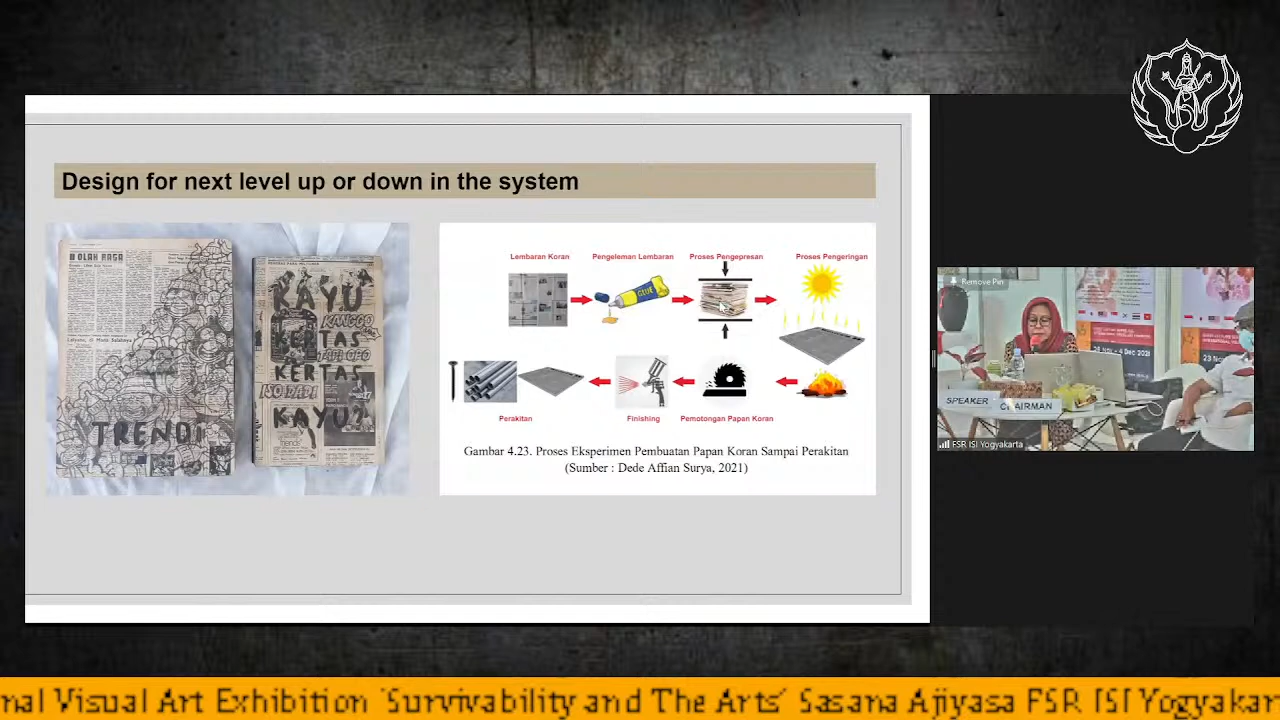 Design for next level up or down in the system
OLAH RAGA
TRENDI
KAYU
KANGGO
KERTAS
KERTAS
ISO DADI
KAYU?
Lembaran Koran
Pengeleman Lembaran
Proses Pengepresan
Proses Pengeringan
GLUE
Perakitan
Finishing
Pemotongan Papan Koran
Gambar 4.23. Proses Eksperimen Pembuatan Papan Koran Sampai Perakitan
(Sumber : Dede Affian Surya, 2021)
Remove Pin
SPEAKER
CHAIRMAN
FSR ISI Yogyakarta
nal Visual Art Exhibition 'Survivability and The Arts' Sasana Ajiyasa FSR ISI Yogyakar